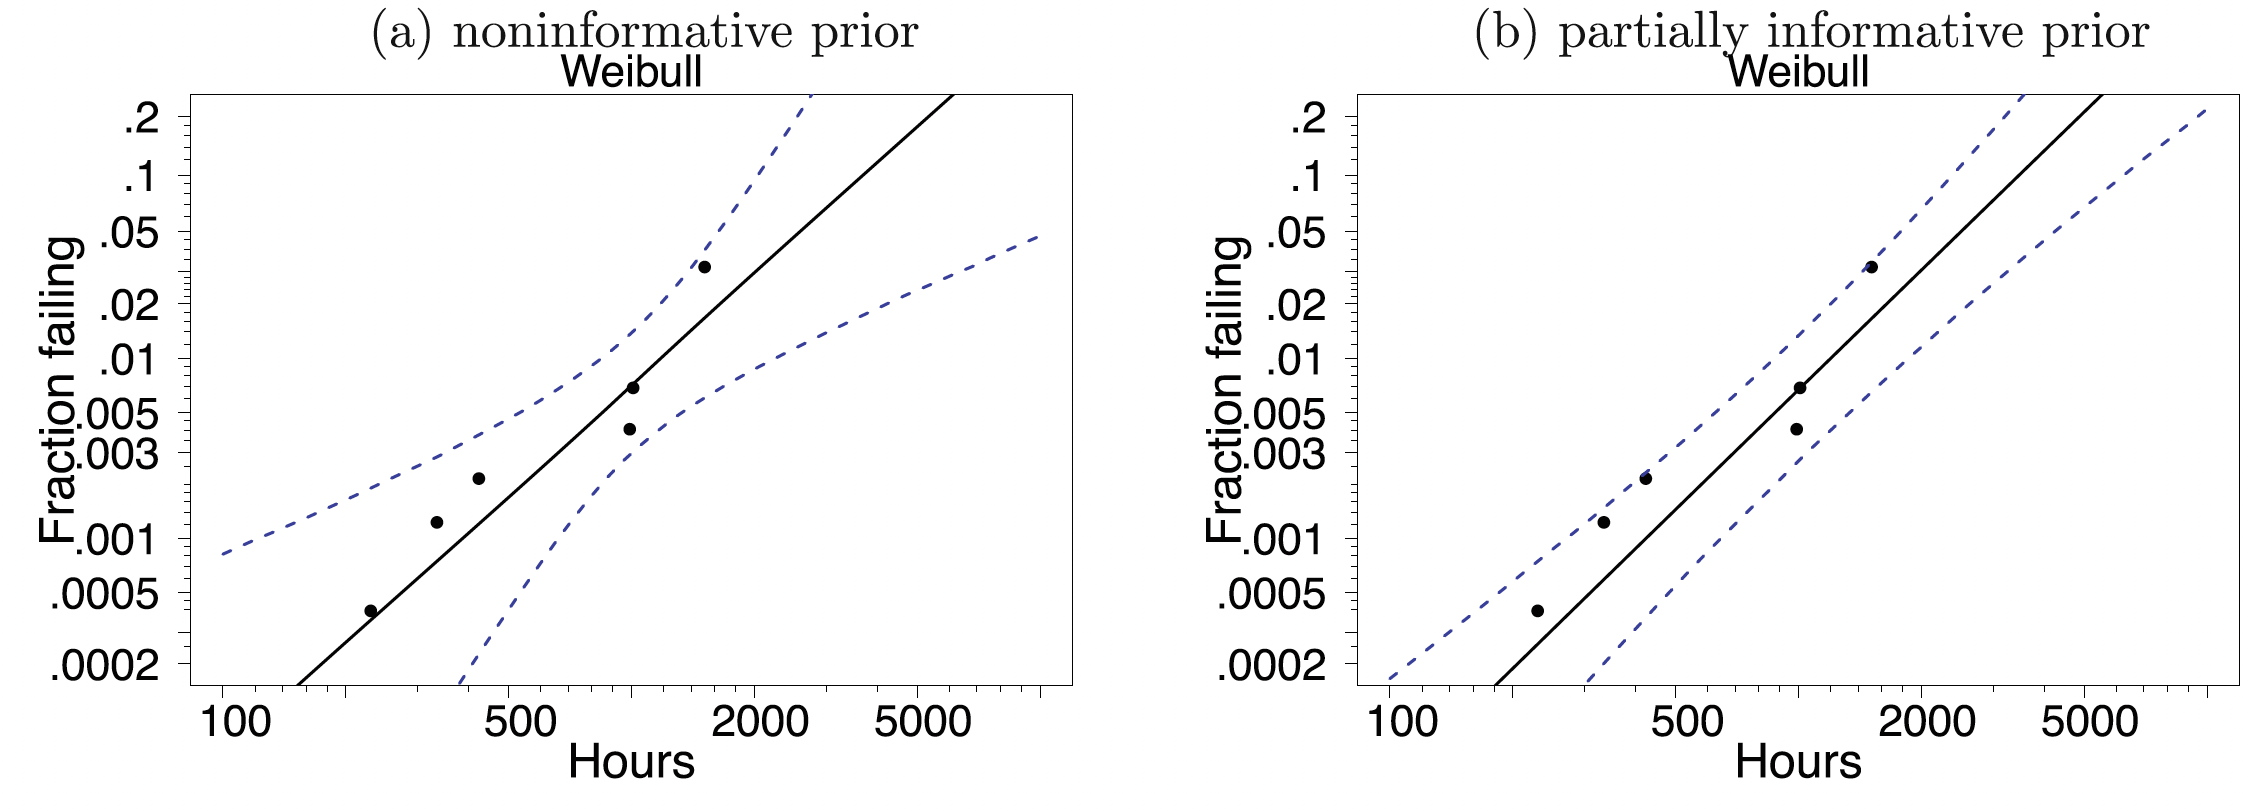 (a) noninformative prior
Weibull
.2
.1
.05
.02
.01
.005
.003
.001
.0005
.0002
Fraction failing
100 500 2000 5000
Hours
(b) partially informative prior
Weibull
.2
.1
.05
.02
.01
.005
.003
.001
.0005
.0002
Fraction failing
100 500 2000 5000
Hours